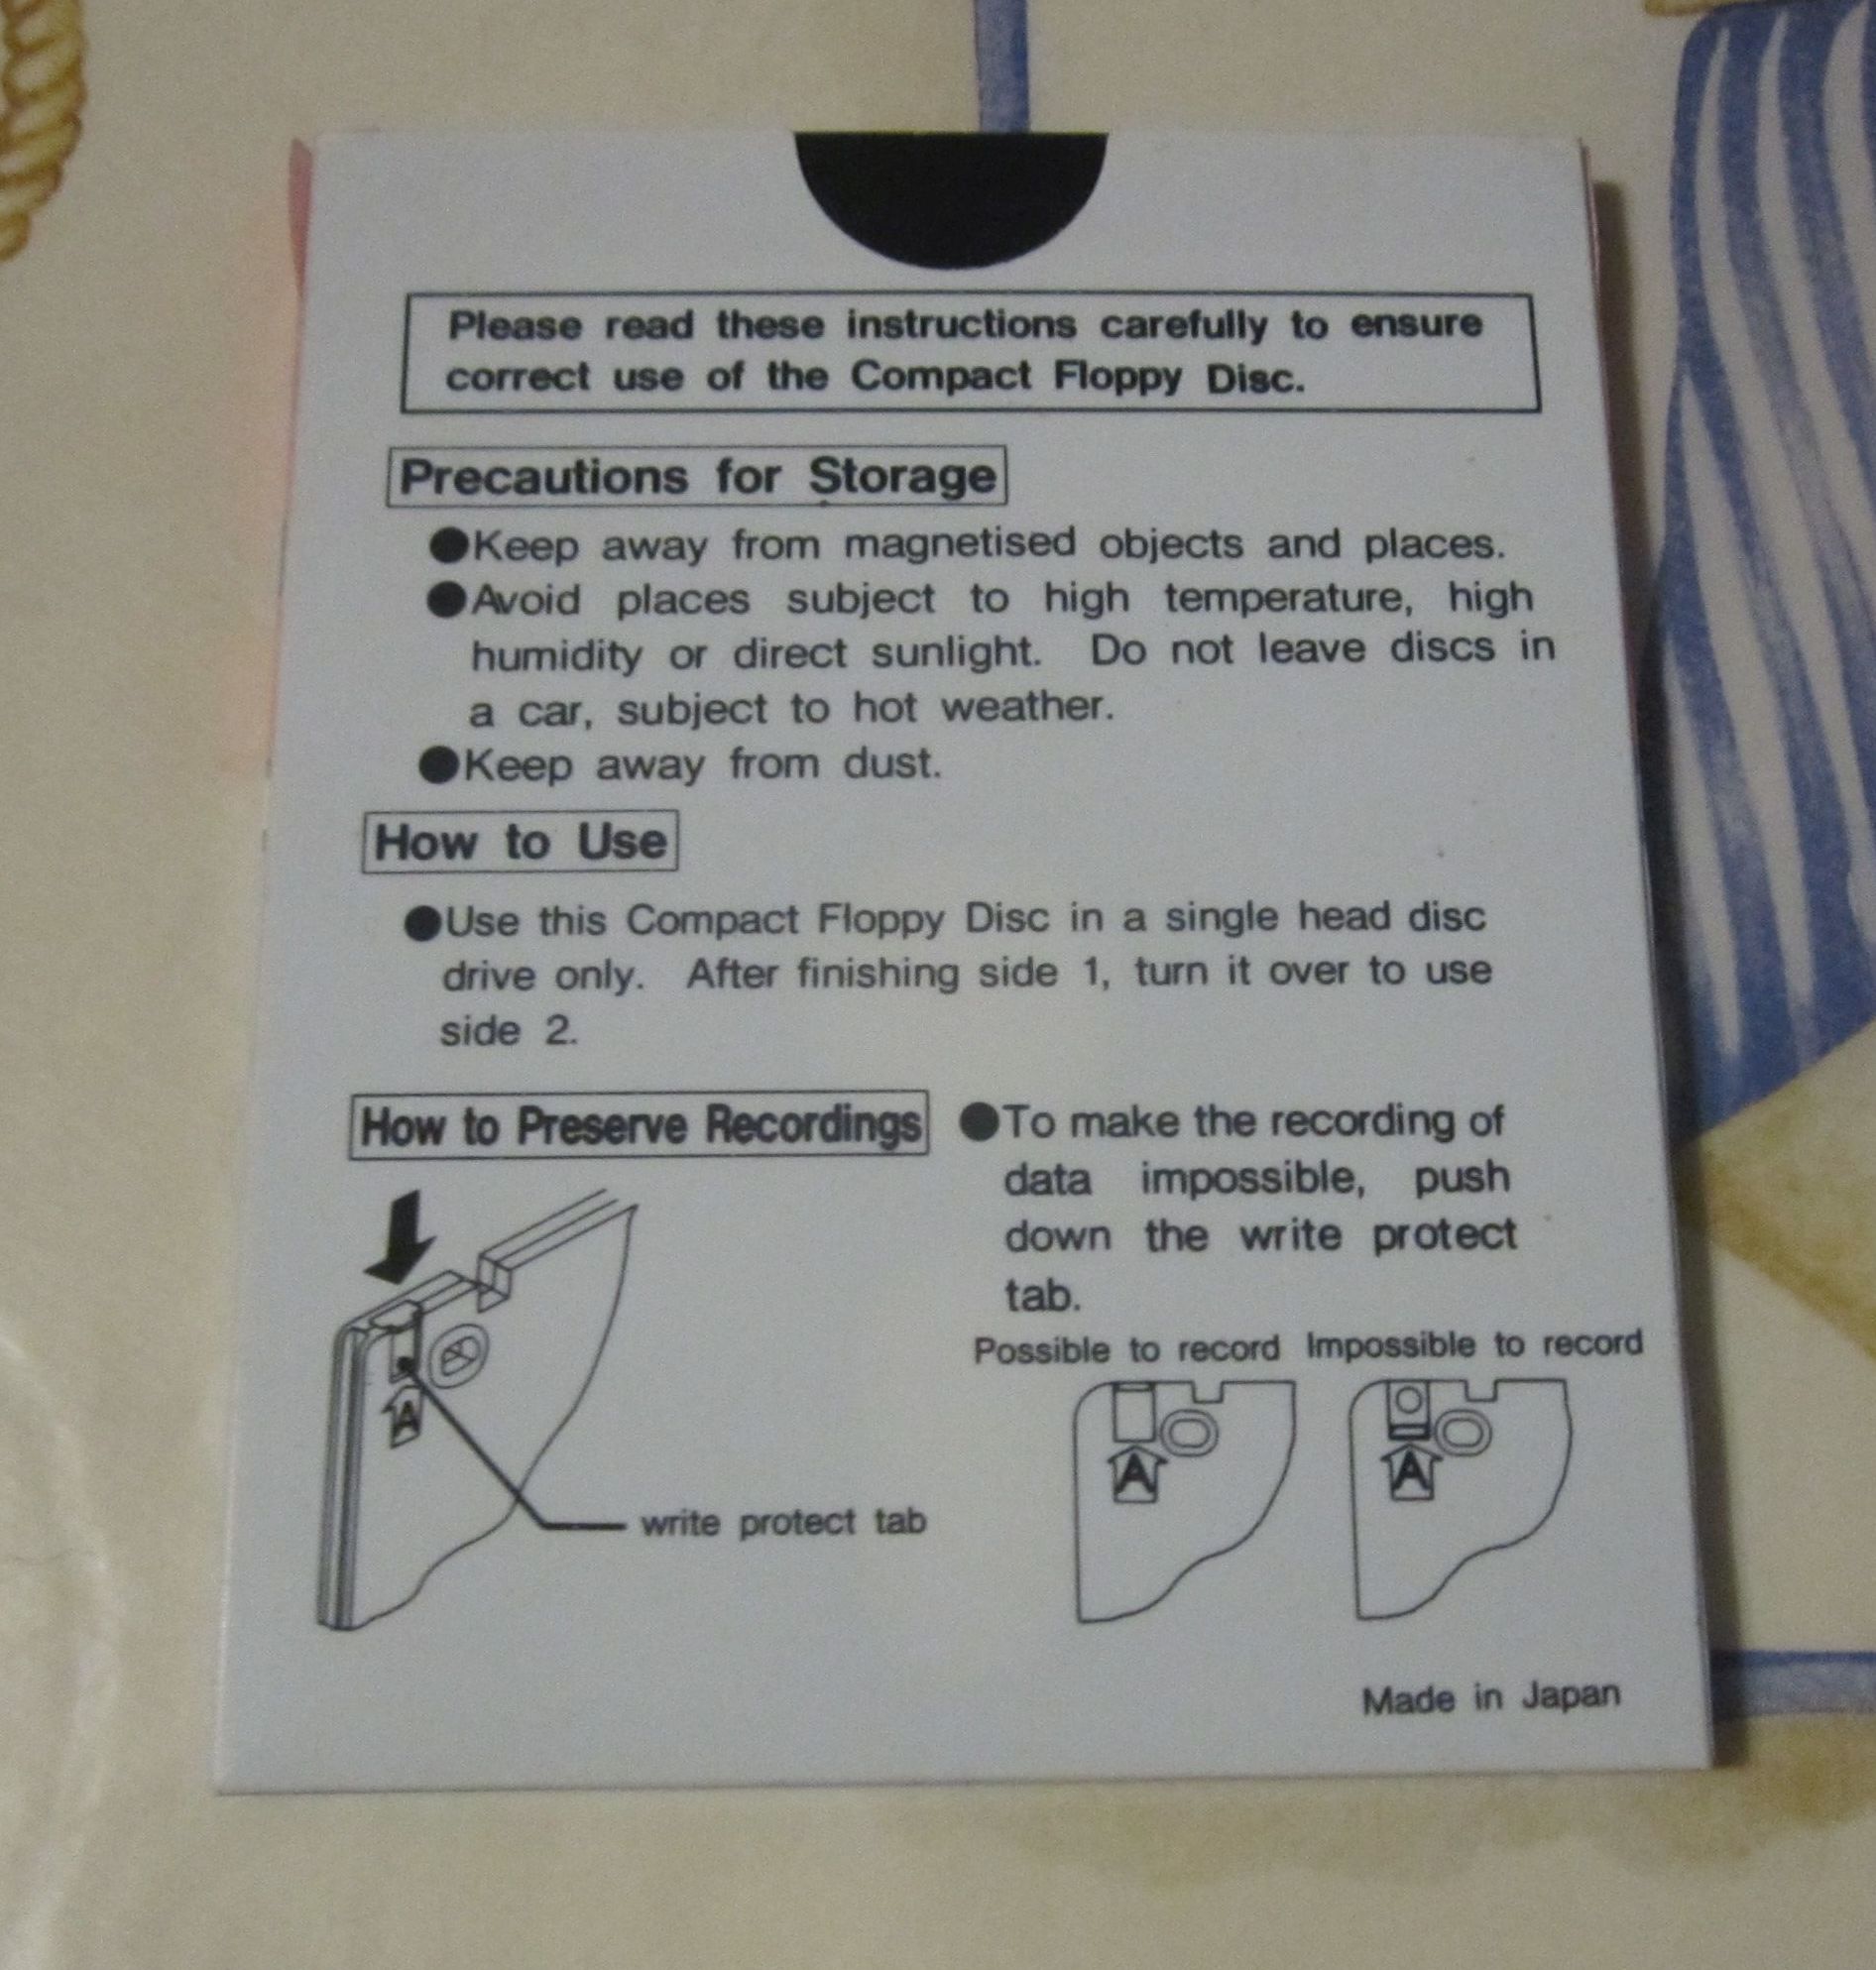 Please read these instructions carefully to ensure
correct use of the Compact Floppy Disc.
Precautions for Storage
●Keep away from magnetised objects and places.
●Avoid places subject to high temperature, high
humidity or direct sunlight. Do not leave discs in
a car, subject to hot weather.
●Keep away from dust.
How to Use
●Use this Compact Floppy Disc in a single head disc
drive only. After finishing side 1, turn it over to use
side 2.
How to Preserve Recordings
A
write protect tab
●To make the recording of
data impossible, push
down the write protect
tab.
Possible to record Impossible to record
A A
Made in Japan